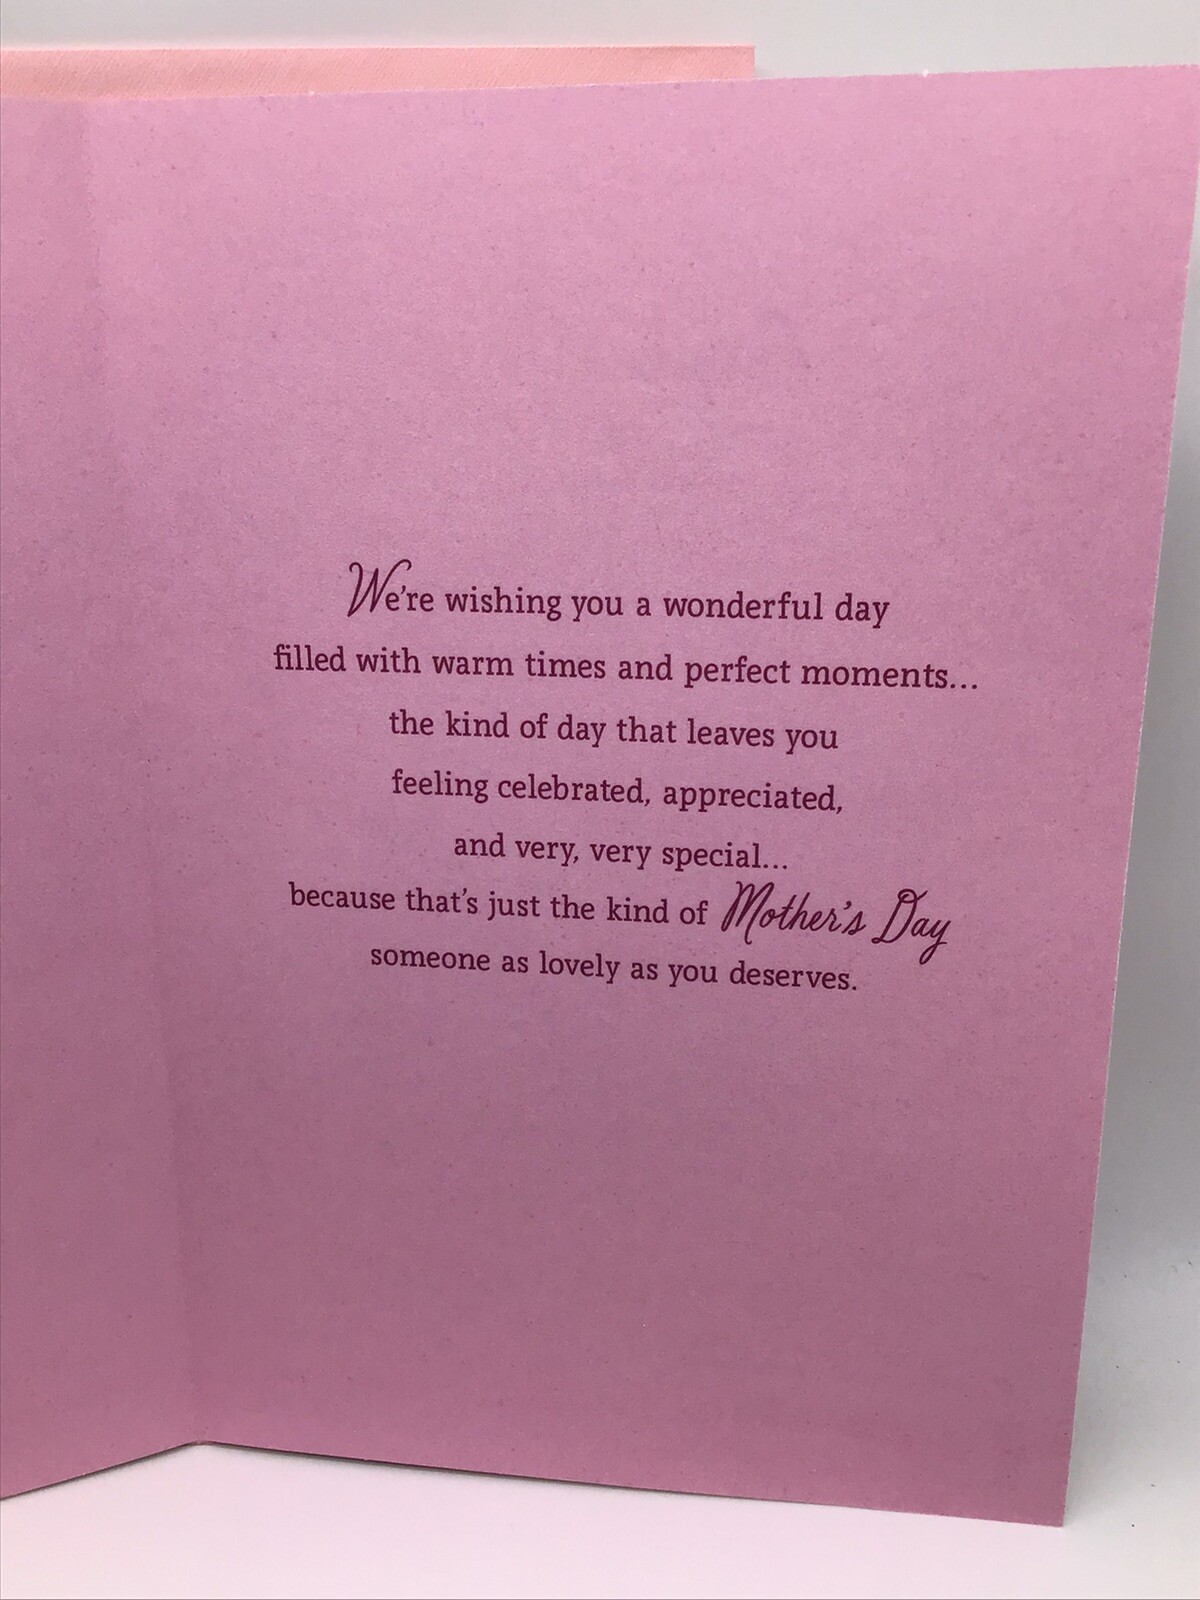 We're wishing you a wonderful day
filled with warm times and perfect moments...
the kind of day that leaves you
feeling celebrated, appreciated,
and very, very special...
because that's just the kind of Mother's Day
someone as lovely as you deserves.